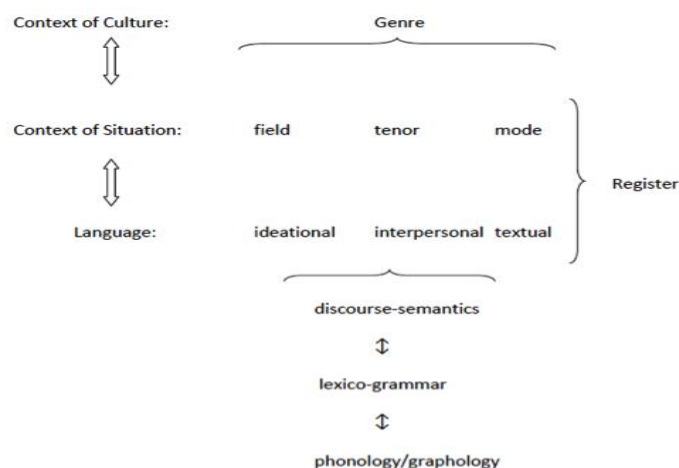 Context of Culture: Genre
Context of Situation: field tenor mode
Register
Language: ideational interpersonal textual
discourse-semantics
lexico-grammar
phonology/graphology